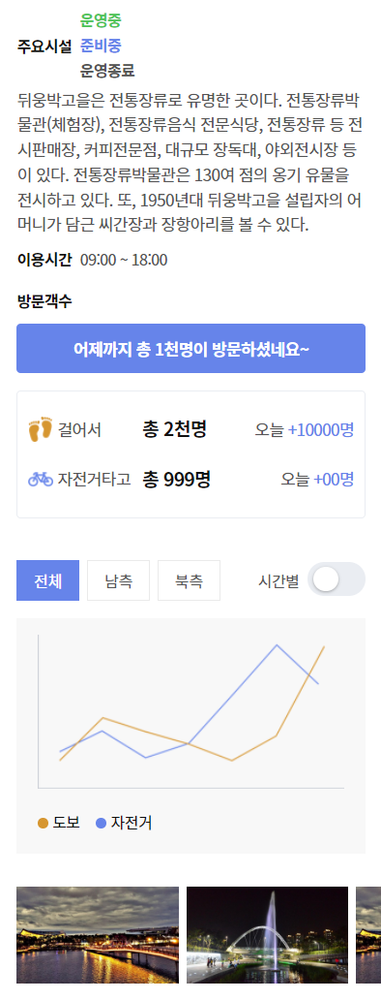 운영중
주요시설 준비중
운영종료
뒤웅박고을은 전통장류로 유명한 곳이다. 전통장류박
물관(체험장), 전통장류음식 전문식당, 전통장류 등 전
시판매장, 커피전문점, 대규모 장독대, 야외전시장 등
이 있다. 전통장류박물관은 130여 점의 옹기 유물을
전시하고 있다. 또, 1950년대 뒤웅박고을 설립자의 어
머니가 담근 씨간장과 장항아리를 볼 수 있다.
이용시간 09:00 ~ 18:00
방문객수
어제까지 총 1천명이 방문하셨네요~
걸어서 총 2천명 오늘 +10000명
자전거타고 총 999명 오늘 +00명
전체 남측 북측 시간별
도보 자전거